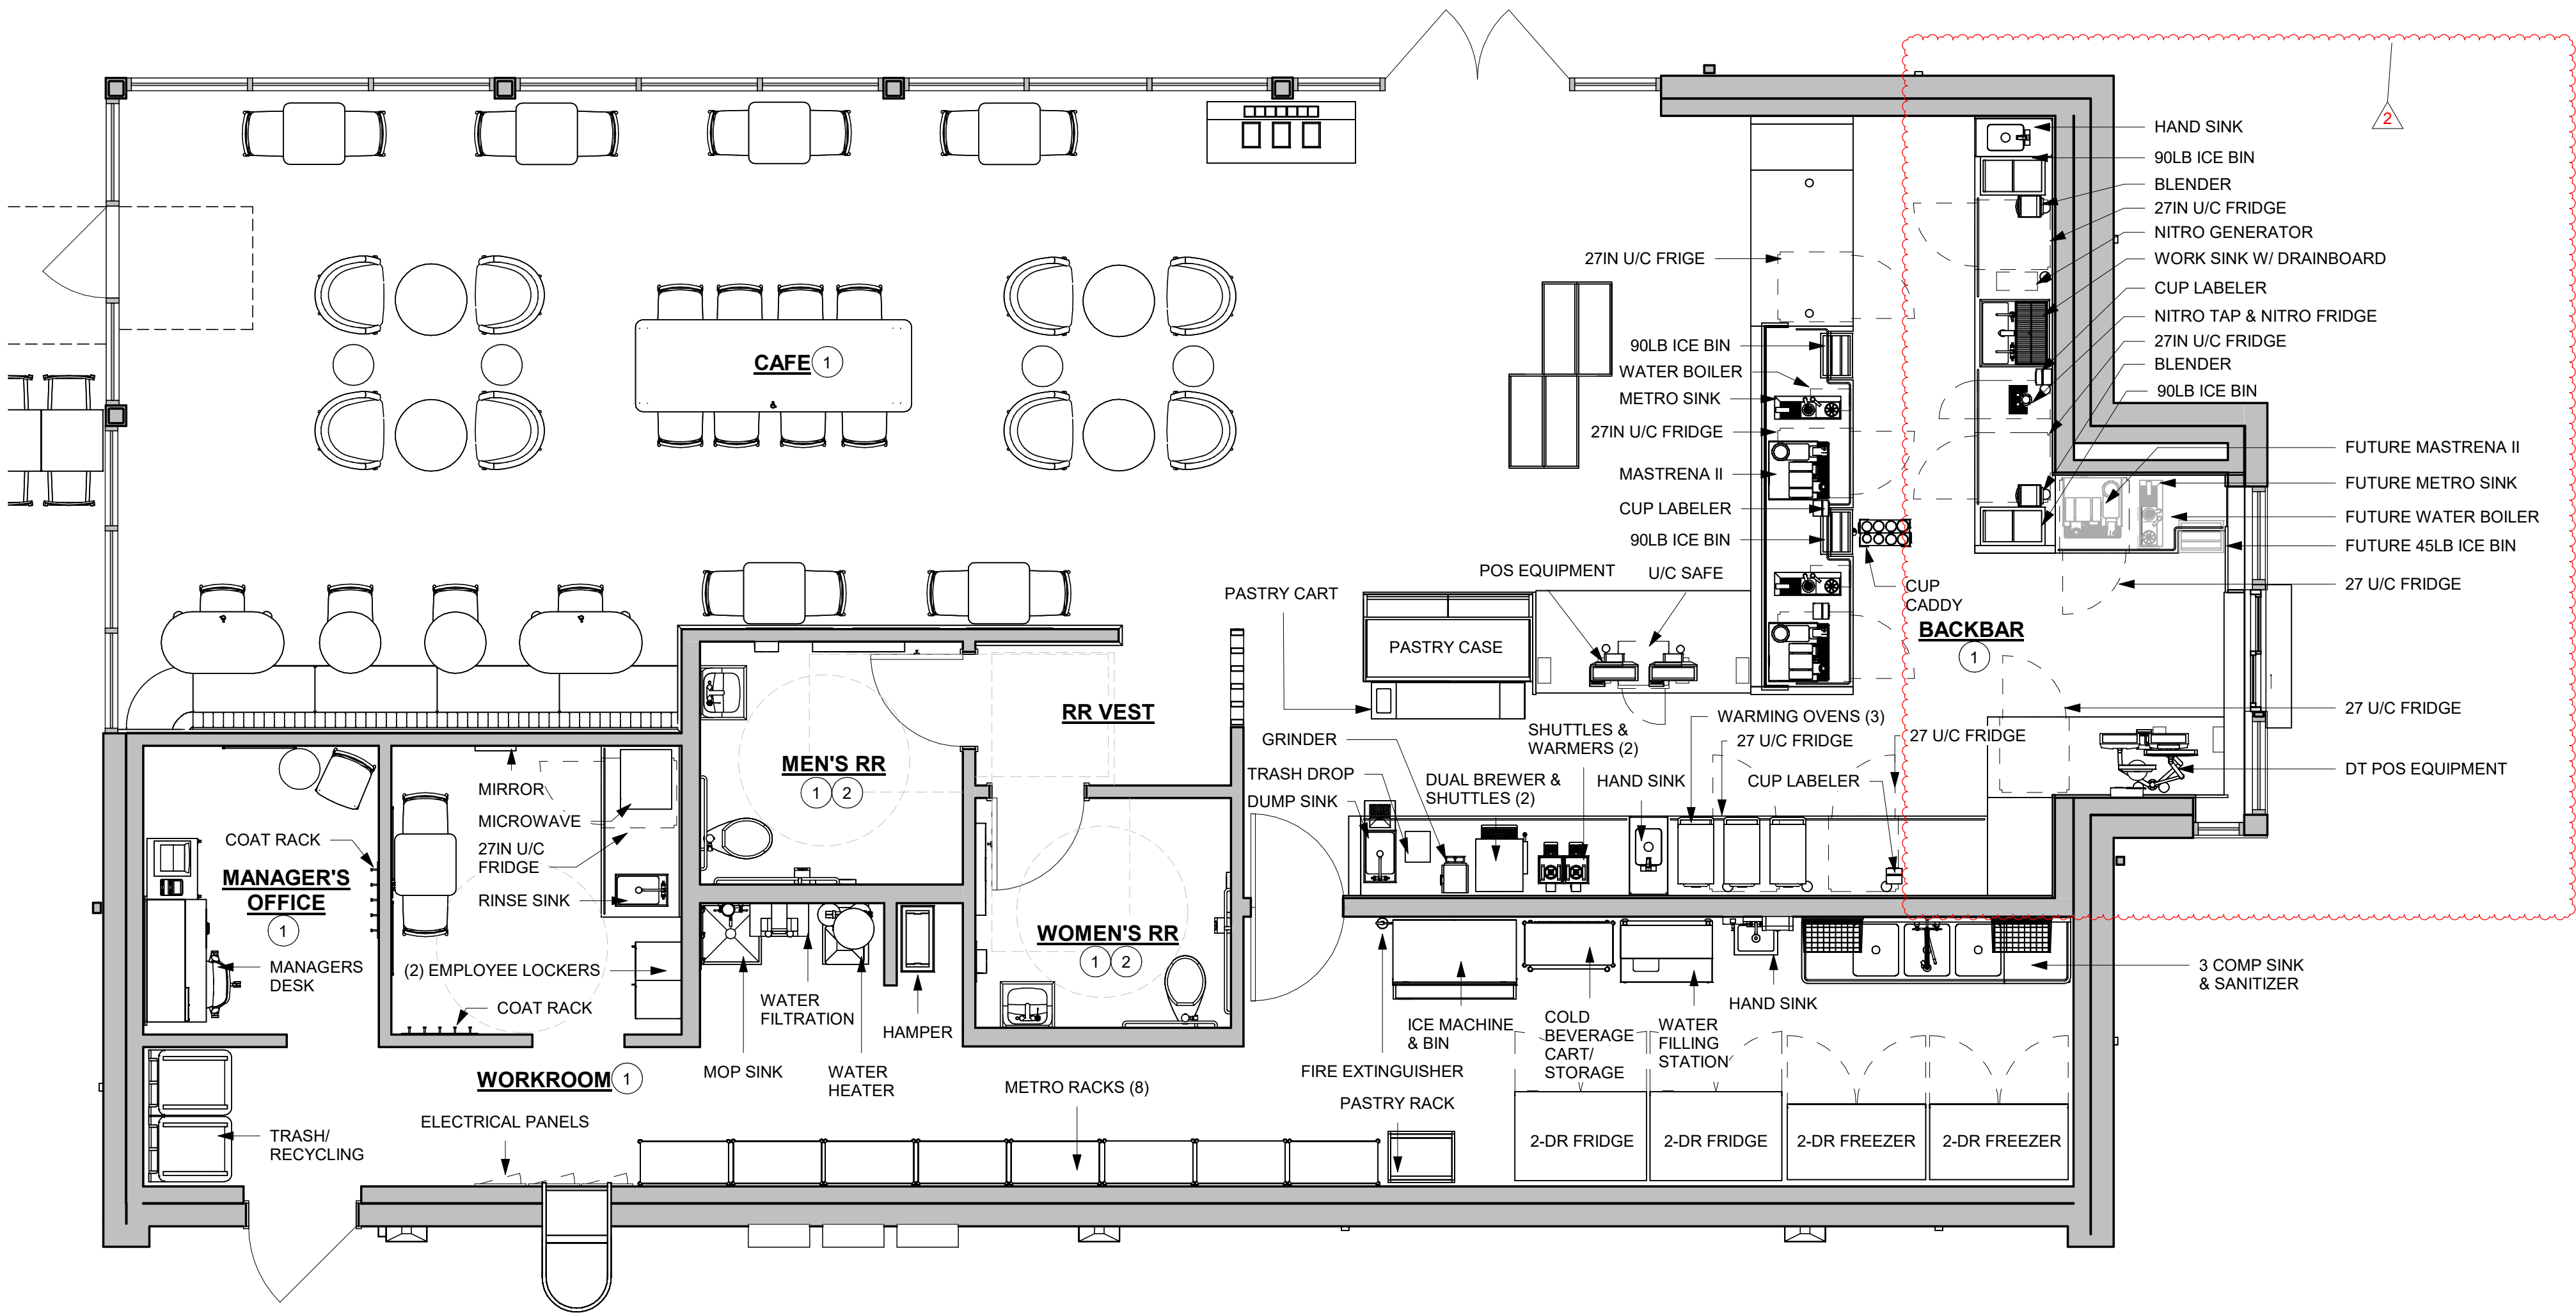 2
HAND SINK
90LB ICE BIN
BLENDER
27IN U/C FRIDGE
NITRO GENERATOR
WORK SINK W/ DRAINBOARD
CUP LABELER
NITRO TAP & NITRO FRIDGE
27IN U/C FRIDGE
BLENDER
90LB ICE BIN
FUTURE MASTRENA II
FUTURE METRO SINK
FUTURE WATER BOILER
FUTURE 45LB ICE BIN
27 U/C FRIDGE
27 U/C FRIDGE
DT POS EQUIPMENT
27IN U/C FRIGE
90LB ICE BIN
WATER BOILER
METRO SINK
27IN U/C FRIDGE
MASTRENA II
CUP LABELER
90LB ICE BIN
POS EQUIPMENT
U/C SAFE
CUP
CADDY
BACKBAR
1
CAFE 1
PASTRY CART
PASTRY CASE
GRINDER
TRASH DROP
DUMP SINK
SHUTTLES &
WARMERS (2)
DUAL BREWER &
SHUTTLES (2)
HAND SINK
WARMING OVENS (3)
27 U/C FRIDGE
CUP LABELER
27 U/C FRIDGE
RR VEST
MEN'S RR
1 2
WOMEN'S RR
1 2
MIRROR
MICROWAVE
27IN U/C
FRIDGE
RINSE SINK
COAT RACK
MANAGER'S
OFFICE
1
MANAGERS
DESK
(2) EMPLOYEE LOCKERS
COAT RACK
WATER
FILTRATION
HAMPER
MOP SINK
WATER
HEATER
WORKROOM 1
TRASH/
RECYCLING
ELECTRICAL PANELS
METRO RACKS (8)
FIRE EXTINGUISHER
PASTRY RACK
ICE MACHINE
& BIN
COLD
BEVERAGE
CART/
STORAGE
WATER
FILLING
STATION
HAND SINK
3 COMP SINK
& SANITIZER
2-DR FRIDGE
2-DR FRIDGE
2-DR FREEZER
2-DR FREEZER